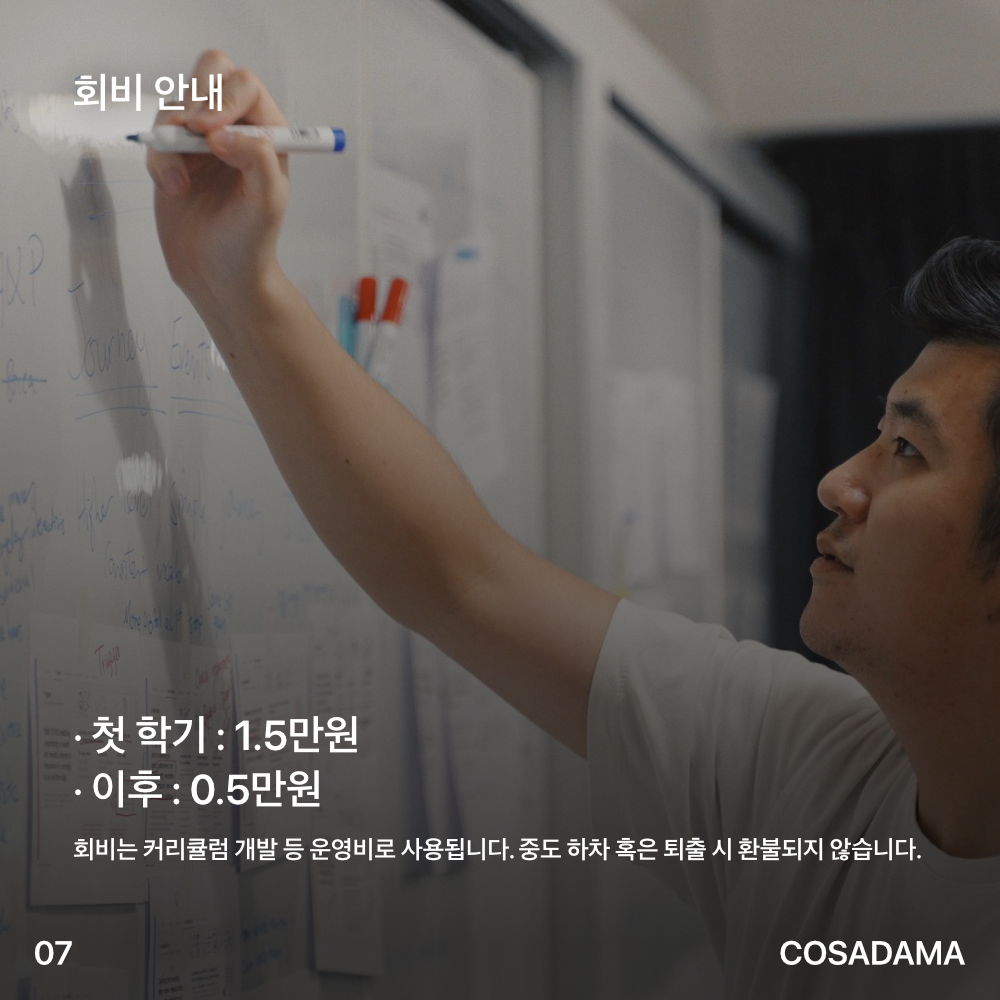 회비 안내
Journey
· 첫 학기 : 1.5만원
· 이후 : 0.5만원
회비는 커리큘럼 개발 등 운영비로 사용됩니다. 중도 하차 혹은 퇴출 시 환불되지 않습니다.
07
COSADAMA